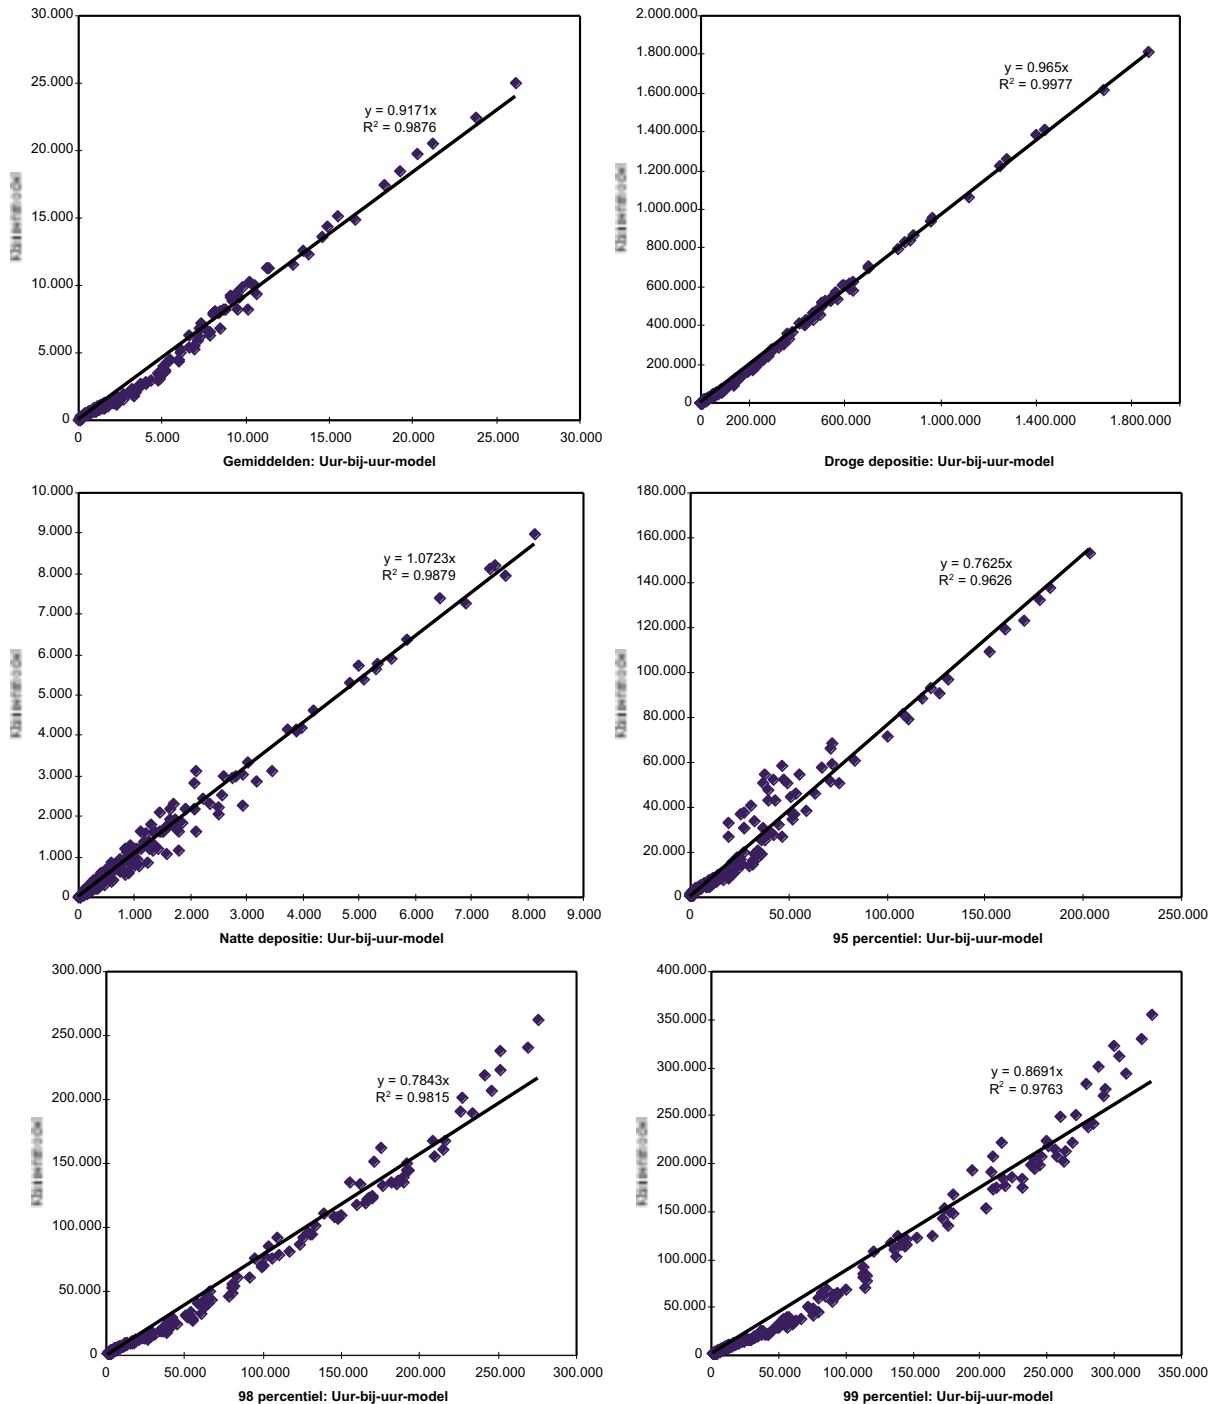 30.000
25.000
20.000
15.000
10.000
5.000
0
y = 0.9171x
R² = 0.9876
0 5.000 10.000 15.000 20.000 25.000 30.000
Gemiddelden: Uur-bij-uur-model
2.000.000
1.800.000
1.600.000
1.400.000
1.200.000
1.000.000
800.000
600.000
400.000
200.000
0
y = 0.965x
R² = 0.9977
0 200.000 600.000 1.000.000 1.400.000 1.800.000
Droge depositie: Uur-bij-uur-model
10.000
9.000
8.000
7.000
6.000
5.000
4.000
3.000
2.000
1.000
0
y = 1.0723x
R² = 0.9879
0 1.000 2.000 3.000 4.000 5.000 6.000 7.000 8.000 9.000
Natte depositie: Uur-bij-uur-model
180.000
160.000
140.000
120.000
100.000
80.000
60.000
40.000
20.000
0
y = 0.7625x
R² = 0.9626
0 50.000 100.000 150.000 200.000 250.000
95 percentiel: Uur-bij-uur-model
300.000
250.000
200.000
150.000
100.000
50.000
0
y = 0.7843x
R² = 0.9815
0 50.000 100.000 150.000 200.000 250.000 300.000
98 percentiel: Uur-bij-uur-model
400.000
350.000
300.000
250.000
200.000
150.000
100.000
50.000
0
y = 0.8691x
R² = 0.9763
0 50.000 100.000 150.000 200.000 250.000 300.000 350.000
99 percentiel: Uur-bij-uur-model